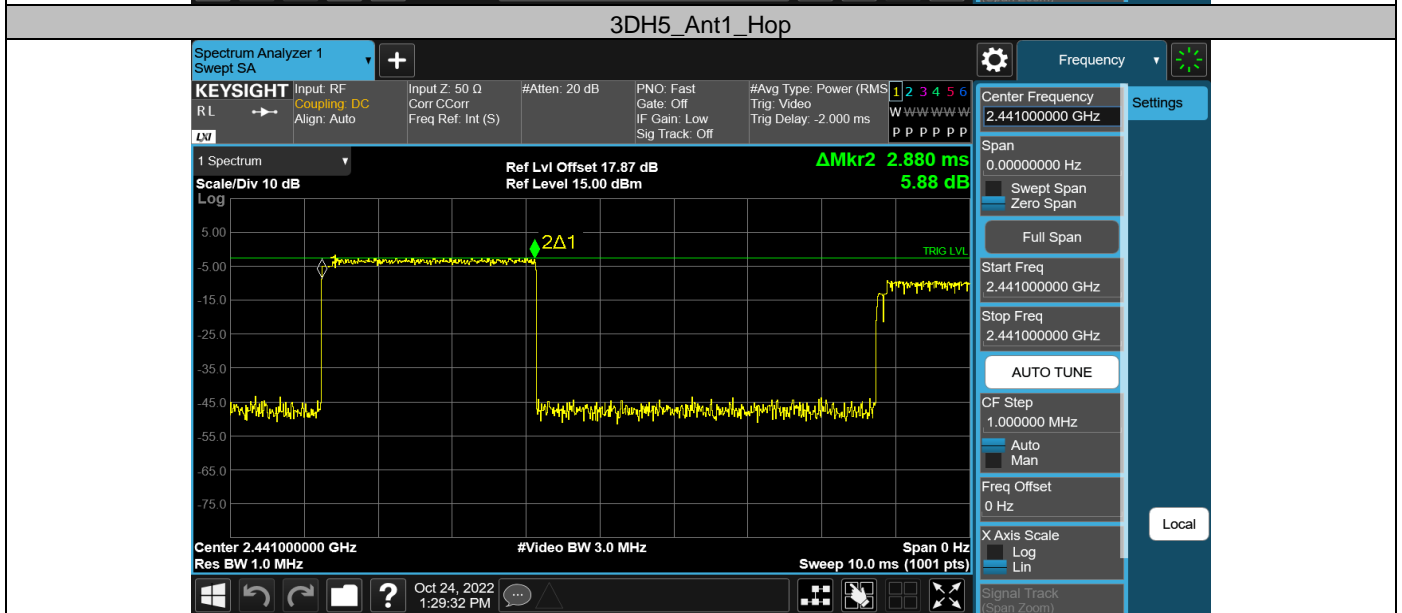 3DH5_Ant1_Hop
Spectrum Analyzer 1
Swept SA
Frequency
KEYSIGHT
RL
LXI
Input: RF
Coupling: DC
Align: Auto
Input Z: 50 Ω
Corr CCorr
Freq Ref: Int (S)
#Atten: 20 dB
PNO: Fast
Gate: Off
IF Gain: Low
Sig Track: Off
#Avg Type: Power (RMS
Trig: Video
Trig Delay: -2.000 ms
1 2 3 4 5 6
W W W W W W
P P P P P P
Center Frequency
2.441000000 GHz
Settings
1 Spectrum
Scale/Div 10 dB
Log
Ref Lvl Offset 17.87 dB
Ref Level 15.00 dBm
ΔMkr2 2.880 ms
5.88 dB
Span
0.00000000 Hz
Swept Span
Zero Span
Full Span
Start Freq
2.441000000 GHz
Stop Freq
2.441000000 GHz
AUTO TUNE
CF Step
1.000000 MHz
Auto
Man
Freq Offset
0 Hz
X Axis Scale
Log
Lin
Signal Track
(Span Zoom)
Local
5.00
-5.00
-15.0
-25.0
-35.0
-45.0
-55.0
-65.0
-75.0
2Δ1
TRIG LVL
Center 2.441000000 GHz
Res BW 1.0 MHz
#Video BW 3.0 MHz
Span 0 Hz
Sweep 10.0 ms (1001 pts)
?
Oct 24, 2022
1:29:32 PM